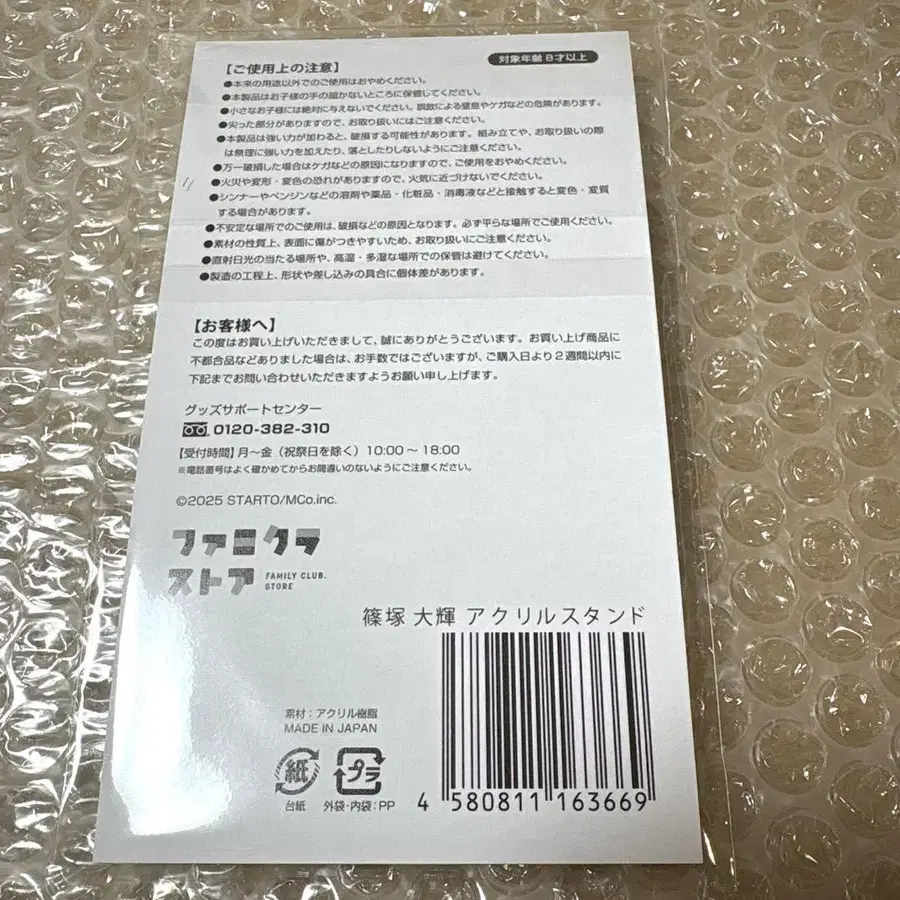 【ご使用上の注意】
対象年齢 8才以上
●本来の用途以外でのご使用はおやめください。
●本製品はお子様の手の届かないところに保管してください。
●小さなお子様には絶対に与えないでください。誤飲による窒息やケガなどの危険があります。
●尖った部分がありますので、お取り扱いにはご注意ください。
●本製品は強い力が加わると、破損する可能性があります。組み立てや、お取り扱いの際
は無理に強い力を加えたり、落としたりしないようにご注意ください。
●万一破損した場合はケガなどの原因になりますので、ご使用をおやめください。
●火災や変形・変色の恐れがありますので、火気に近づけないでください。
●シンナーやベンジンなどの溶剤や薬品・化粧品・消毒液などと接触すると変色・変質
する場合があります。
●不安定な場所でのご使用は、破損などの原因となります。必ず平らな場所でご使用ください。
●素材の性質上、表面に傷がつきやすいため、お取り扱いにご注意ください。
●直射日光の当たる場所や、高温・多湿な場所での保管は避けてください。
●製造の工程上、形状や差し込みの具合に個体差があります。
【お客様へ】
この度はお買い上げいただきまして、誠にありがとうございます。お買い上げ商品に
不都合品などありました場合は、お手数ではございますが、ご購入日より2週間以内に
下記までお問い合わせいただきますようお願い申し上げます。
グッズサポートセンター
0120-382-310
【受付時間】月〜金(祝祭日を除く)10:00〜18:00
※電話番号はよく確かめてからお間違いのないようにご注意ください。
©2025 STARTO/MCo.inc.
ファミクラ
ストア FAMILY CLUB. STORE
篠塚 大輝 アクリルスタンド
素材:アクリル樹脂
MADE IN JAPAN
紙 プラ
台紙 外袋・内袋:PP
4 580811 163669